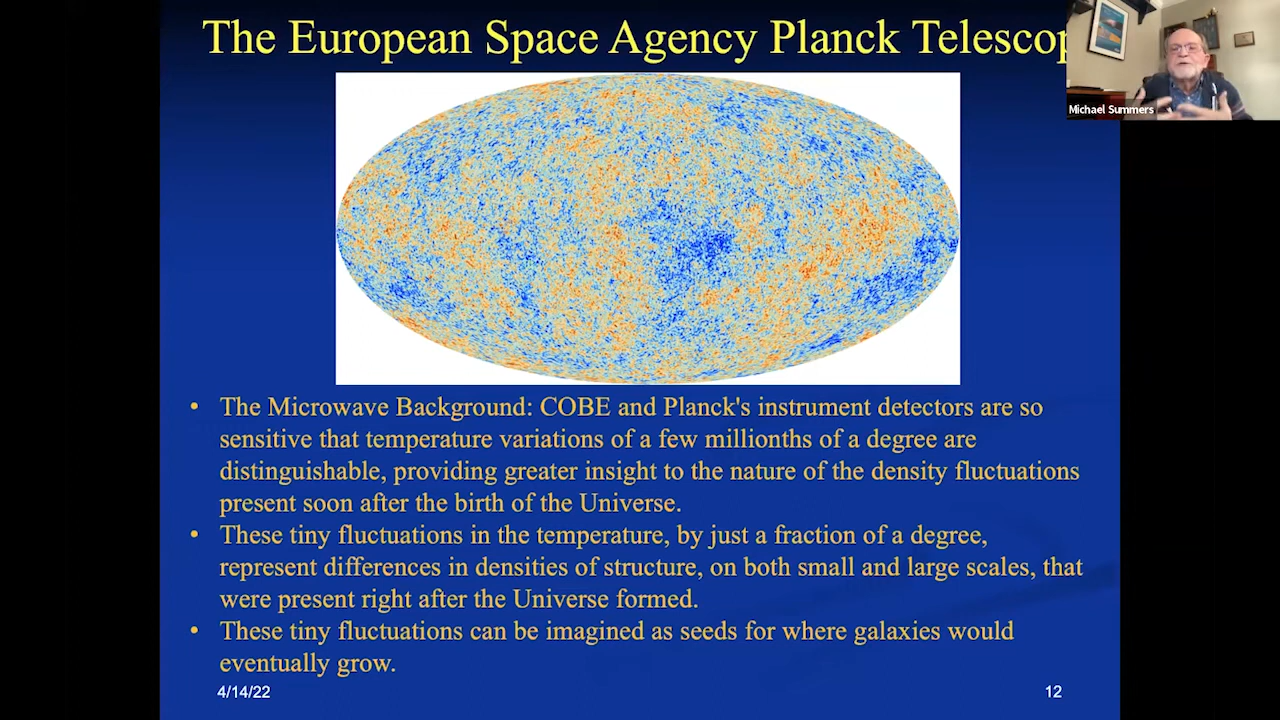 The European Space Agency Planck Telescop
Michael Summers
• The Microwave Background: COBE and Planck's instrument detectors are so
sensitive that temperature variations of a few millionths of a degree are
distinguishable, providing greater insight to the nature of the density fluctuations
present soon after the birth of the Universe.
• These tiny fluctuations in the temperature, by just a fraction of a degree,
represent differences in densities of structure, on both small and large scales, that
were present right after the Universe formed.
• These tiny fluctuations can be imagined as seeds for where galaxies would
eventually grow.
4/14/22
12